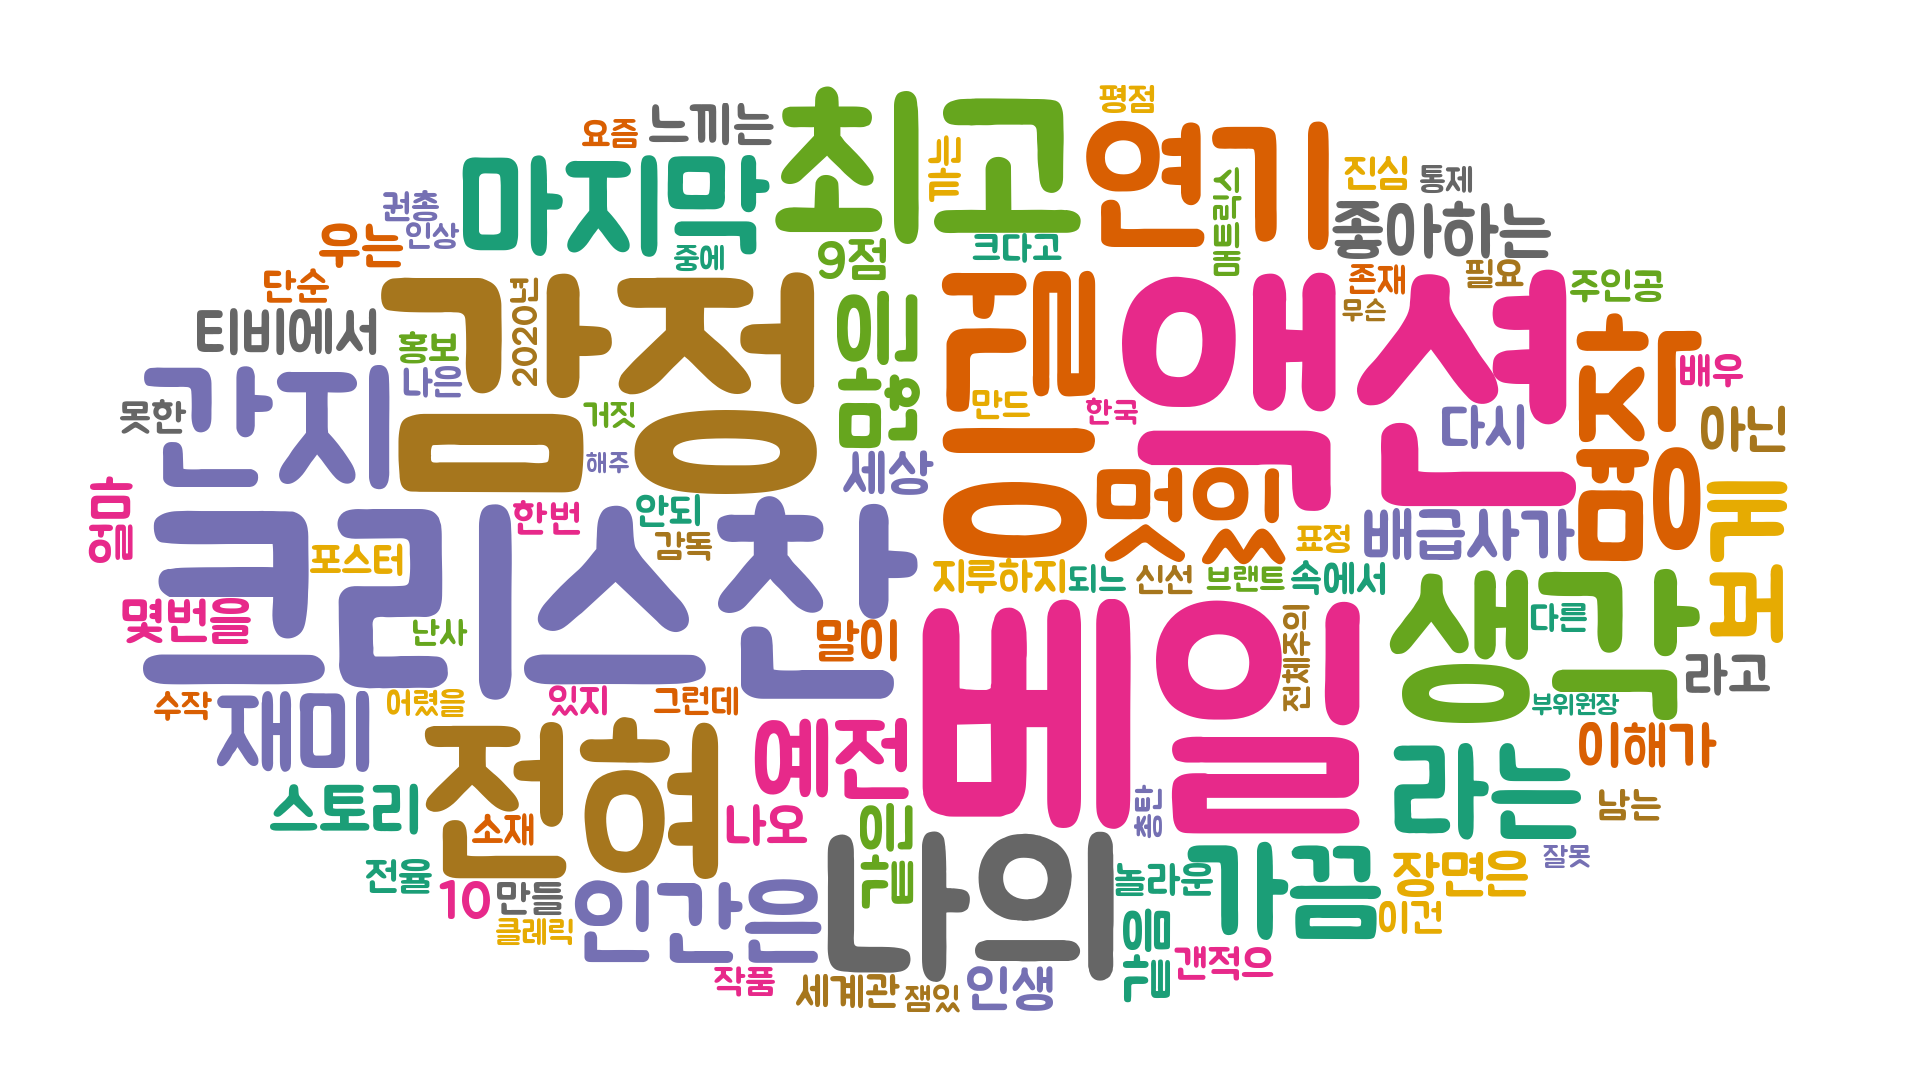 평점
최고
연기
요즘
느끼는
마지막
진심
통제
권총
인상
우는
좋아하는
중에
9점
크다고
단순
감정
2020년
액션
존재
필요
주인공
무슨
티비에서
홍보
나은
간지
못한
거짓
해주
만드
한국
다시
배우
아닌
명작
세상
멋있
크리스찬
한번
안되
감독
포스터
표정
배급사가
지루하지
되느
신선
브랜트
속에서
몇번을
난사
말이
베일
전체주의
생각
다른
라고
수작
재미
어렸을
있지
그런데
부위원장
전혀
예전
이해가
라는
스토리
소재
나오
남는
총탄
전율
10
만들
클레릭
인간은
나의
놀라운
가끔
장면은
잘못
이건
작품
세계관
잼있
인생
갠적으